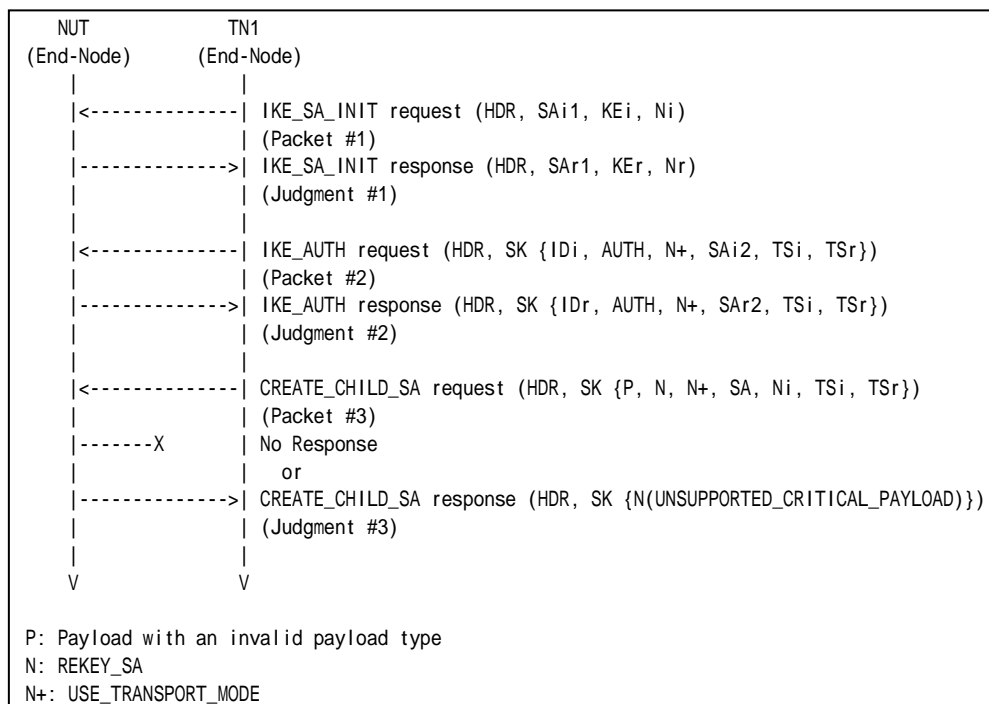 NUT TN1
(End-Node) (End-Node)
| |
|<--------------| IKE_SA_INIT request (HDR, SAi1, KEi, Ni)
| | (Packet #1)
|-------------->| IKE_SA_INIT response (HDR, SAr1, KEr, Nr)
| | (Judgment #1)
| |
|<--------------| IKE_AUTH request (HDR, SK {IDi, AUTH, N+, SAi2, TSi, TSr})
| | (Packet #2)
|-------------->| IKE_AUTH response (HDR, SK {IDr, AUTH, N+, SAr2, TSi, TSr})
| | (Judgment #2)
| |
|<--------------| CREATE_CHILD_SA request (HDR, SK {P, N, N+, SA, Ni, TSi, TSr})
| | (Packet #3)
|-------X | No Response
| | or
|-------------->| CREATE_CHILD_SA response (HDR, SK {N(UNSUPPORTED_CRITICAL_PAYLOAD)})
| | (Judgment #3)
| |
V V
P: Payload with an invalid payload type
N: REKEY_SA
N+: USE_TRANSPORT_MODE